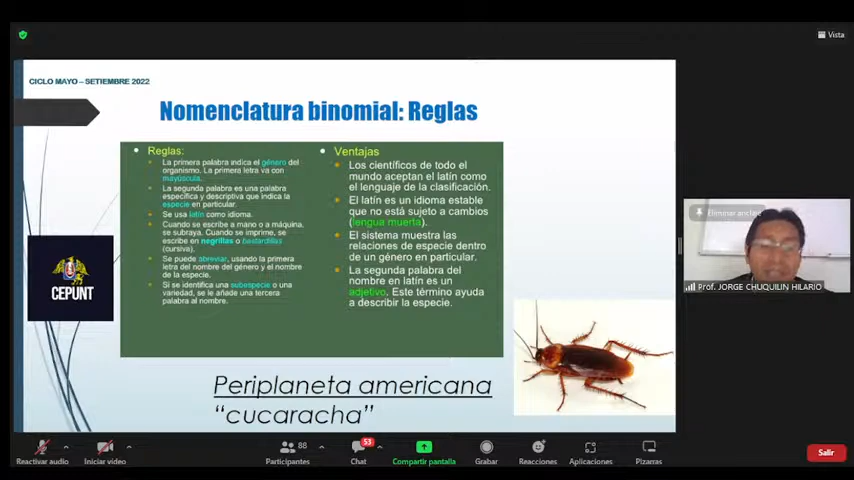 Vista
CICLO MAYO – SETIEMBRE 2022
Nomenclatura binomial: Reglas
Reglas:
La primera palabra indica el género del
organismo. La primera letra va con
mayúscula.
La segunda palabra es una palabra
específica y descriptiva que indica la
especie en particular.
Se usa latín como idioma.
Cuando se escribe a mano o a máquina,
se subraya. Cuando se imprime, se
escribe en negrillas o bastardillas
(cursiva).
Se puede abreviar, usando la primera
letra del nombre del género y el nombre
de la especie.
Si se identifica una subespecie o una
variedad, se le añade una tercera
palabra al nombre.
Ventajas
Los científicos de todo el
mundo aceptan el latín como
el lenguaje de la clasificación.
El latín es un idioma estable
que no está sujeto a cambios
(lengua muerta).
El sistema muestra las
relaciones de especie dentro
de un género en particular.
La segunda palabra del
nombre en latín es un
adjetivo. Este término ayuda
a describir la especie.
CEPUNT
Periplaneta americana
“cucaracha”
Eliminar anclaje
Prof. JORGE CHUQUILIN HILARIO
Reactivar audio
Iniciar video
88
Participantes
53
Chat
Compartir pantalla
Grabar
Reacciones
Aplicaciones
Pizarras
Salir